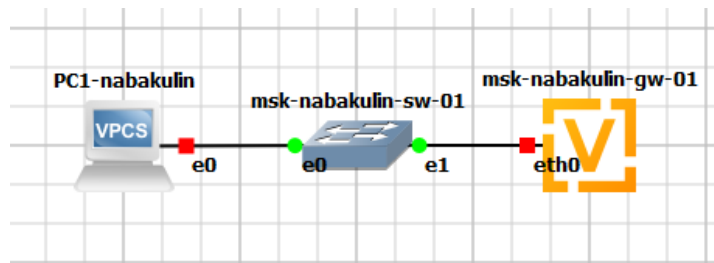 PC1-nabakulin
msk-nabakulin-sw-01
msk-nabakulin-gw-01
VPCS
V
e0
e0
e1
eth0